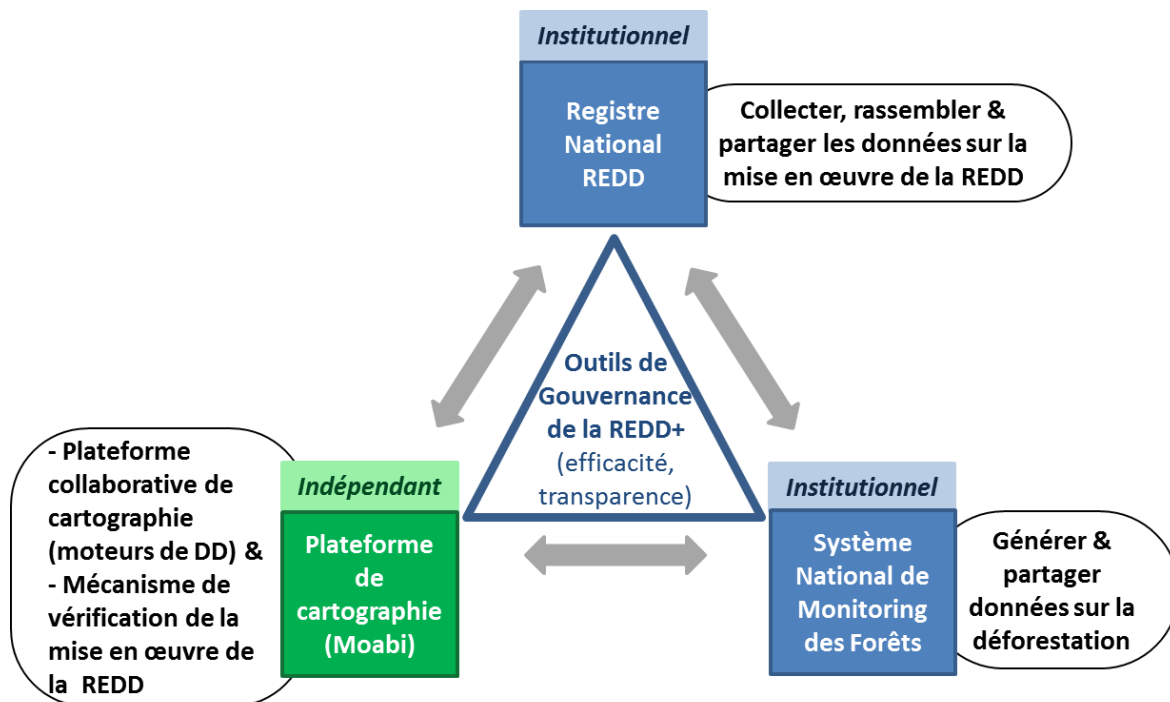 Institutionnel
Registre
National
REDD
Collecter, rassembler &
partager les données sur la
mise en œuvre de la REDD
Outils de
Gouvernance
de la REDD+
(efficacité,
transparence)
- Plateforme
collaborative de
cartographie
(moteurs de DD) &
- Mécanisme de
vérification de la
mise en œuvre de
la REDD
Indépendant
Plateforme
de
cartographie
(Moabi)
Institutionnel
Système
National de
Monitoring
des Forêts
Générer &
partager
données sur la
déforestation